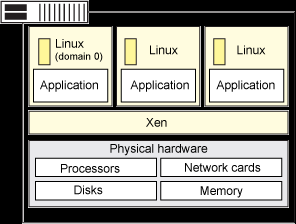 Linux
(domain 0)
Application
Linux
Application
Linux
Application
Xen
Physical hardware
Processors
Network cards
Disks
Memory